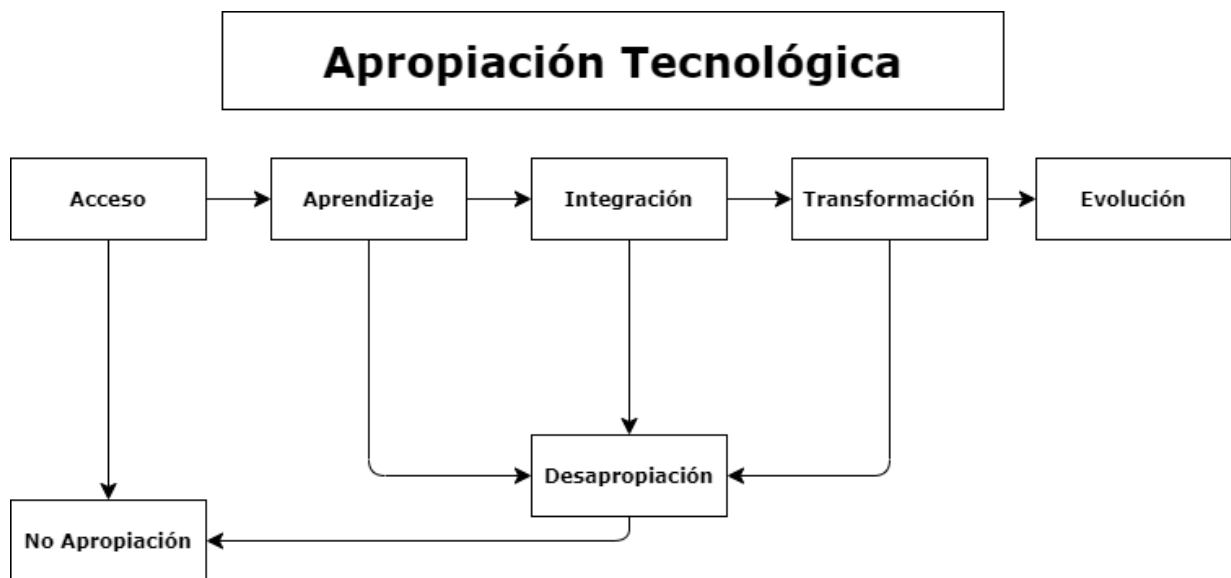 Apropiación Tecnológica
Acceso
Aprendizaje
Integración
Transformación
Evolución
Desapropiación
No Apropiación